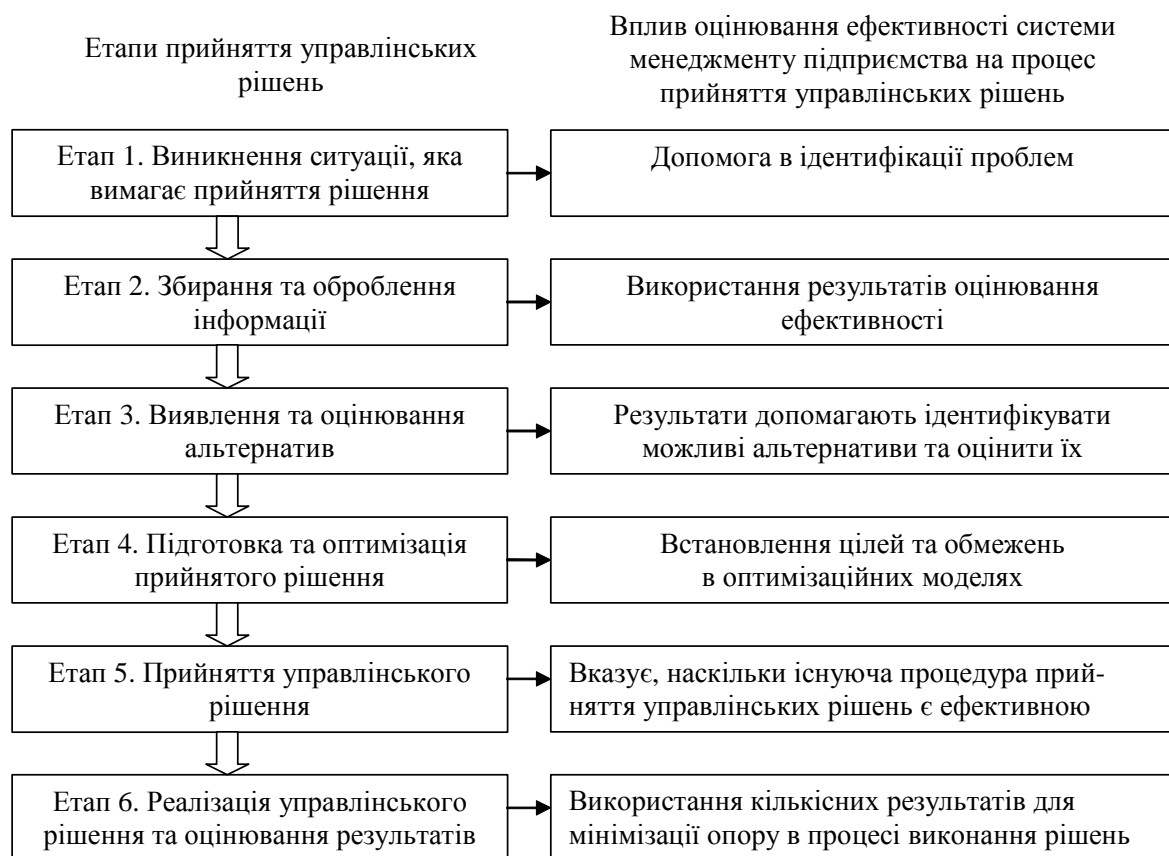 Етапи прийняття управлінських
рішень
Вплив оцінювання ефективності системи
менеджменту підприємства на процес
прийняття управлінських рішень
Етап 1. Виникнення ситуації, яка
вимагає прийняття рішення
Допомога в ідентифікації проблем
Етап 2. Збирання та оброблення
інформації
Використання результатів оцінювання
ефективності
Етап 3. Виявлення та оцінювання
альтернатив
Результати допомагають ідентифікувати
можливі альтернативи та оцінити їх
Етап 4. Підготовка та оптимізація
прийнятого рішення
Встановлення цілей та обмежень
в оптимізаційних моделях
Етап 5. Прийняття управлінського
рішення
Вказує, наскільки існуюча процедура прий-
няття управлінських рішень є ефективною
Етап 6. Реалізація управлінського
рішення та оцінювання результатів
Використання кількісних результатів для
мінімізації опору в процесі виконання рішень